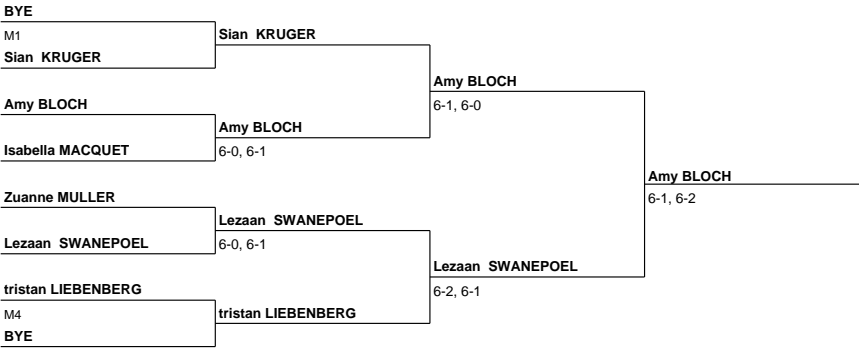 BYE
M1
Sian KRUGER
Sian KRUGER
Amy BLOCH
6-1, 6-0
Amy BLOCH
Amy BLOCH
6-0, 6-1
Isabella MACQUET
Amy BLOCH
6-1, 6-2
Zuanne MULLER
Lezaan SWANEPOEL
6-0, 6-1
Lezaan SWANEPOEL
Lezaan SWANEPOEL
6-2, 6-1
tristan LIEBENBERG
M4
tristan LIEBENBERG
BYE